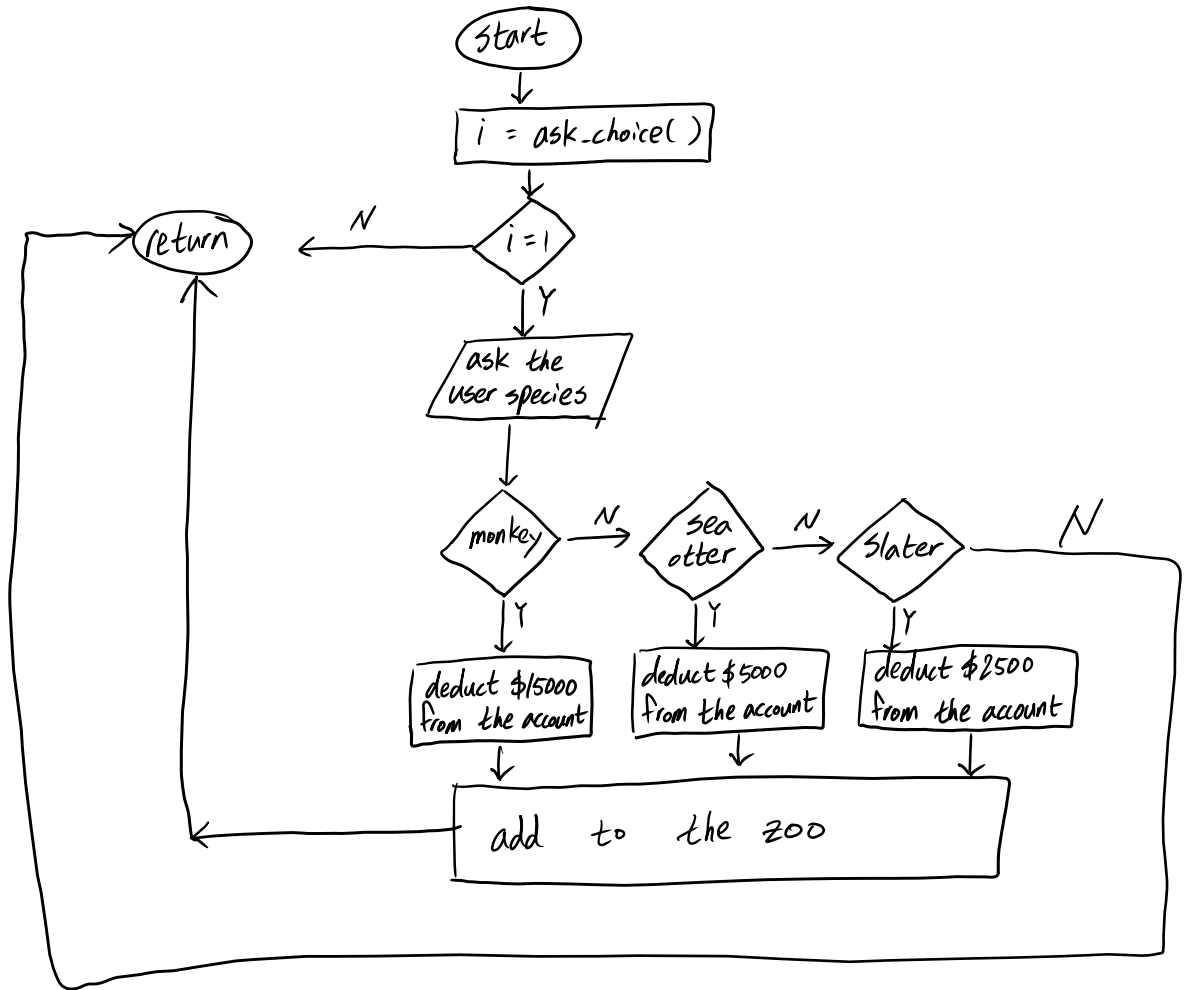 start
i = ask_choice()
N
return
i=1
Y
ask the
user species
monkey
N
sea
otter
N
slater
N
Y
Y
Y
deduct $15000
from the account
deduct $5000
from the account
deduct $2500
from the account
add to the zoo